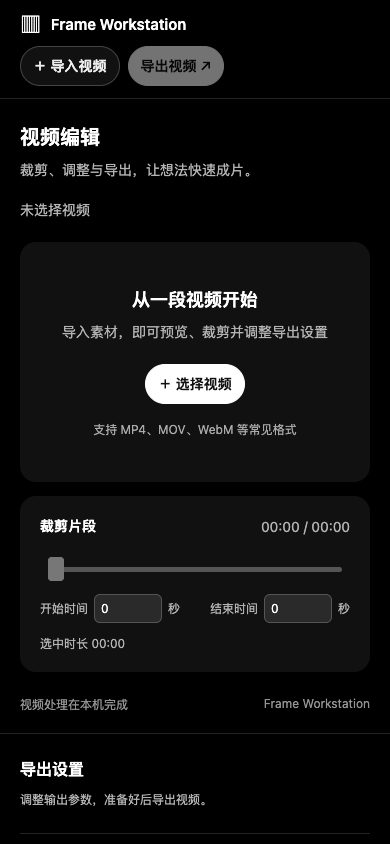 Frame Workstation
+ 导入视频
导出视频 ↗
视频编辑
裁剪、调整与导出，让想法快速成片。
未选择视频
从一段视频开始
导入素材，即可预览、裁剪并调整导出设置
+ 选择视频
支持 MP4、MOV、WebM 等常见格式
裁剪片段 00:00 / 00:00
开始时间 0 秒 结束时间 0 秒
选中时长 00:00
视频处理在本机完成 Frame Workstation
导出设置
调整输出参数，准备好后导出视频。